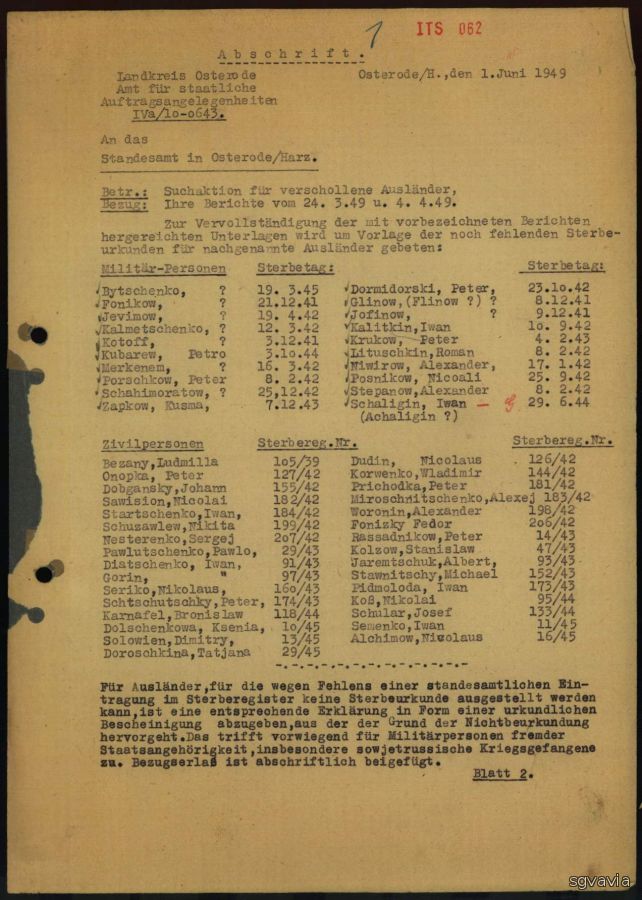 1 ITS 062
Abschrift.
Landkreis Osterode Osterode/H.,den 1.Juni 1949
Amt für staatliche
Auftragsangelegenheiten
IVa/1o-o643.
An das
Standesamt in Osterode/Harz.
Betr.: Suchaktion für verschollene Ausländer,
Bezug: Ihre Berichte vom 24. 3.49 u. 4. 4.49.
Zur Vervollständigung der mit vorbezeichneten Berichten
hergereichten Unterlagen wird um Vorlage der noch fehlenden Sterbe-
urkunden für nachgenannte Ausländer gebeten:
Militär-Personen Sterbetag: Sterbetag:
Bytschenko, ? 19. 3.45 Dormidorski, Peter, 23.1o.42
Fonikow, ? 21.12.41 Glinow,(Flinow ?) ? 8.12.41
Jevimow, ? 19. 4.42 Jofinow, ? 9.12.41
Kalmetschenko, ? 12. 3.42 Kalitkin,Iwan 1o. 9.42
Kotoff, ? 3.12.41 Krukow, Peter 4. 2.43
Kubarew, Petro 3.1o.44 Lituschkin,Roman 8. 2.42
Merkenem, ? 16. 3.42 Niwirow, Alexander, 17. 1.42
Porschkow, Peter 8. 2.42 Posnikow, Nicoali 25. 9.42
Schahimoratow, ? 25,12.42 Stepanow,Alexander 8. 2.42
Zapkow, Kusma, 7.12.43 Schaligin, Iwan 29. 6.44
(Achaligin ?)
Zivilpersonen Sterbereg.Nr. Sterbereg.Nr.
Bezany,Ludmilla 1o5/39 Dudin, Nicolaus 126/42
Onopka, Peter 127/42 Korwenko,Wladimir 144/42
Dobgansky,Johann 155/42 Prichodka,Peter 181/42
Sawision,Nicolai 182/42 Miroschnitschenko,Alexej 183/42
Startschenko,Iwan, 184/42 Woronin,Alexander 198/42
Schuzawlew,Nikita 199/42 Fonizky Fedor 2o6/42
Nesterenko,Sergej 2o7/42 Rassadnikow,Peter 14/43
Pawlutschenko,Pawlo, 29/43 Kolzow,Stanislaw 47/43
Diatschenko, Iwan, 91/43 Jaremtschuk,Albert, 93/43
Gorin, " 97/43 Stawnitschy,Michael 152/43
Seriko,Nikolaus, 16o/43 Pidmoloda, Iwan 173/43
Schtschutschky,Peter, 174/43 Koß,Nikolai 95/44
Karnafel,Bronislaw 118/44 Schular,Josef 133/44
Dolschenkowa, Ksenia, 1o/45 Semenko,Iwan 11/45
Solowien,Dimitry, 13/45 Alchimow,Nicolaus 16/45
Doroschkina,Tatjana 29/45
Für Ausländer,für die wegen Fehlens einer standesamtlichen Ein-
tragung im Sterberegister keine Sterbeurkunde ausgestellt werden
kann,ist eine entsprechende Erklärung in Form einer urkundlichen
Bescheinigung abzugeben,aus der der Grund der Nichtbeurkundung
hervorgeht.Das trifft vorwiegend für Militärpersonen fremder
Staatsangehörigkeit,insbesondere sowjetrussische Kriegsgefangene
zu. Bezugserlaß ist abschriftlich beigefügt.
Blatt 2.
sgvavia